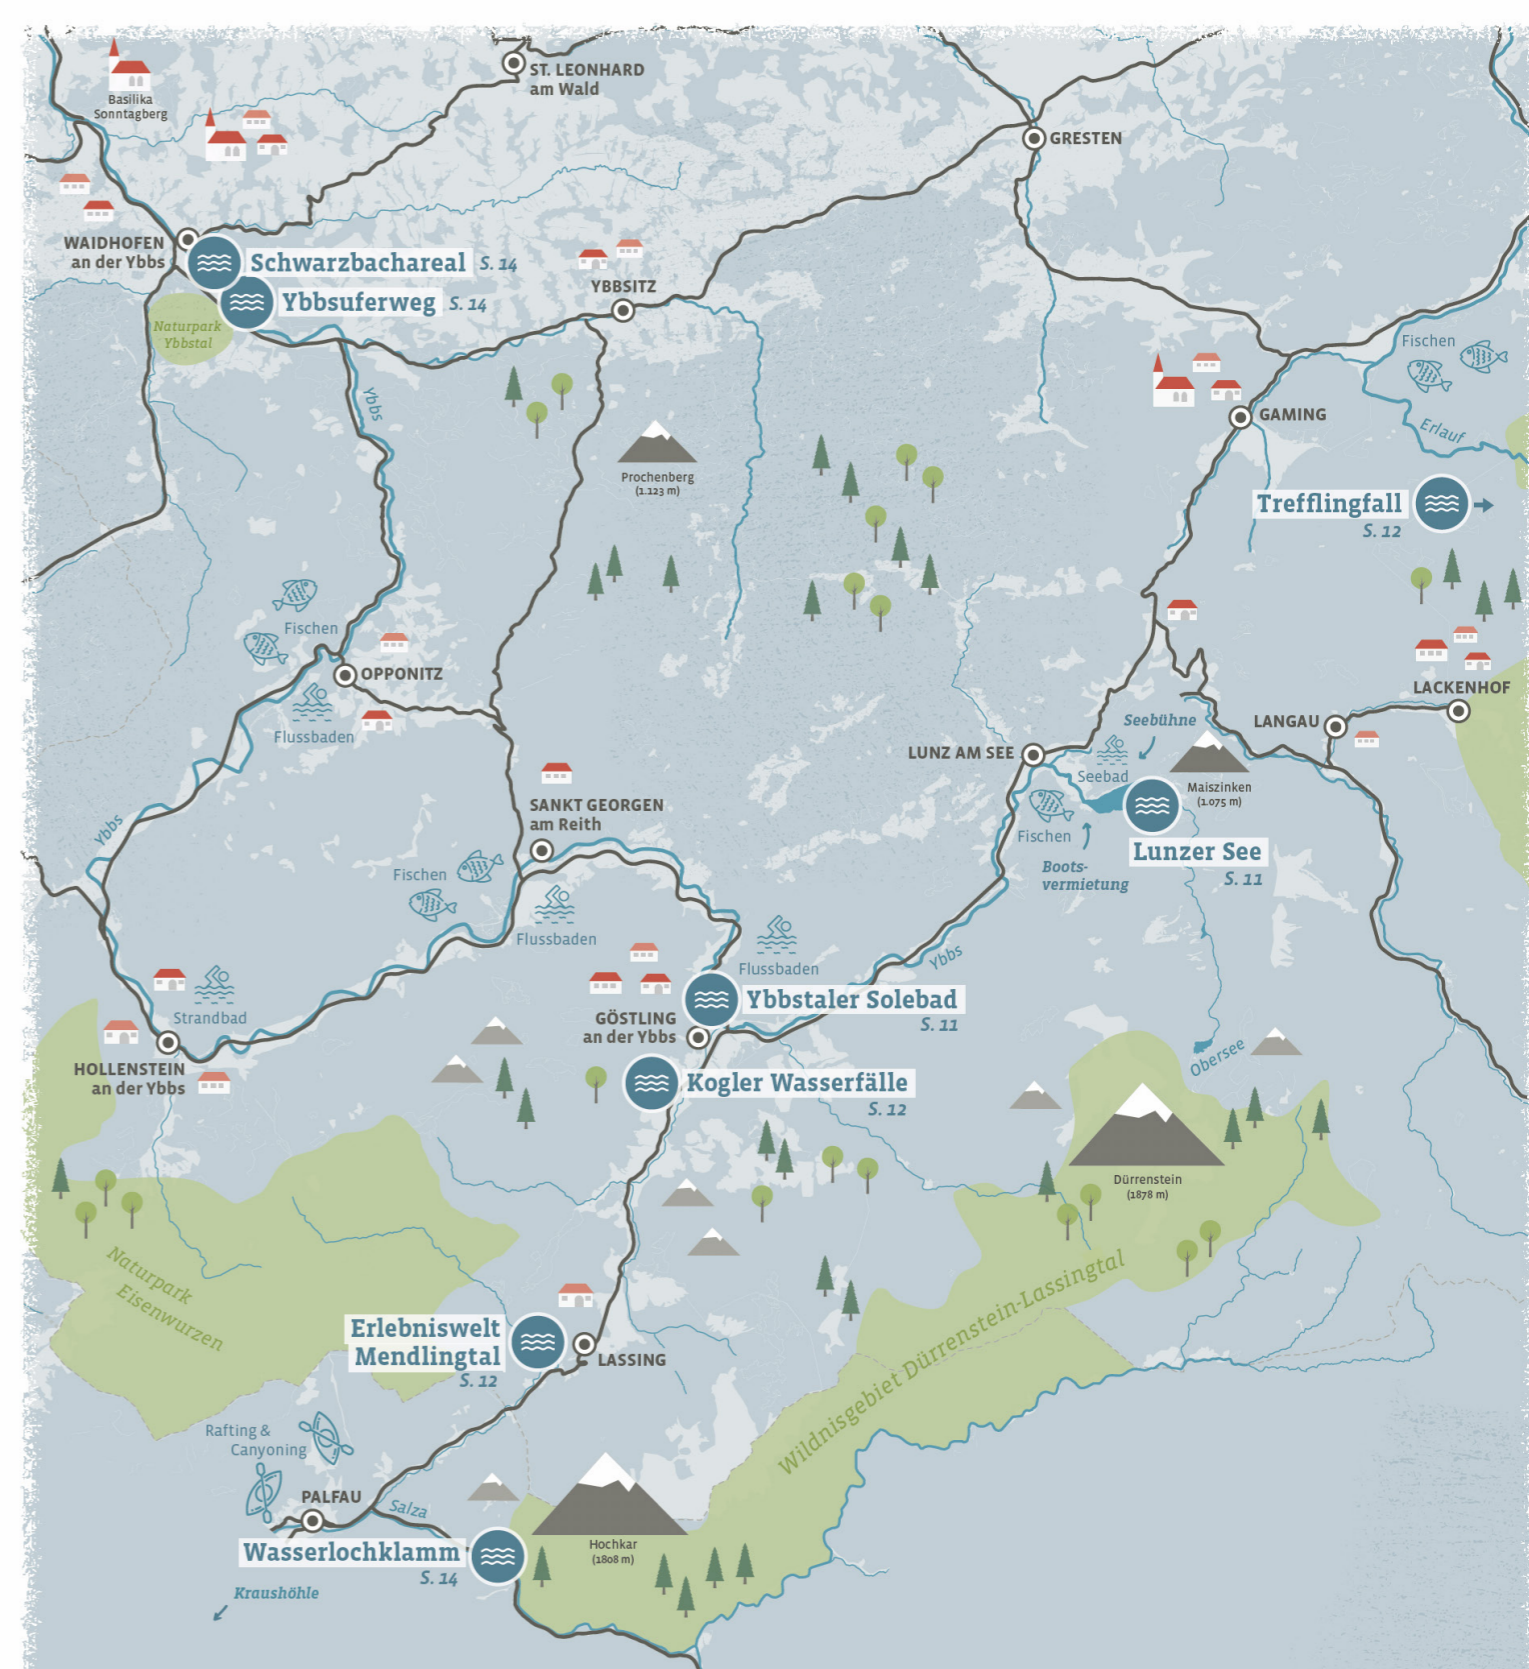 ST. LEONHARD
am Wald
Basilika
Sonntagberg
GRESTEN
WAIDHOFEN
an der Ybbs
Schwarzbachareal S. 14
Ybbsuferweg S. 14
YBBSITZ
Naturpark
Ybbstal
Fischen
Ybbs
GAMING
Erlauf
Prochenberg
(1.123 m)
Trefflingfall
S. 12
Fischen
OPPONITZ
Flussbaden
LACKENHOF
LANGAU
Seebühne
LUNZ AM SEE
Seebad
Maiszinken
(1.075 m)
Fischen
Lunzer See
S. 11
Boots-
vermietung
SANKT GEORGEN
am Reith
Ybbs
Fischen
Flussbaden
Flussbaden
Ybbs
Ybbstaler Solebad
S. 11
Strandbad
GÖSTLING
an der Ybbs
Obersee
HOLLENSTEIN
an der Ybbs
Kogler Wasserfälle
S. 12
Dürrenstein
(1878 m)
Naturpark
Eisenwurzen
Wildnisgebiet Dürrenstein-Lassingtal
Erlebniswelt
Mendlingtal
S. 12
LASSING
Rafting &
Canyoning
PALFAU
Salza
Hochkar
(1808 m)
Wasserlochklamm
S. 14
Kraushöhle